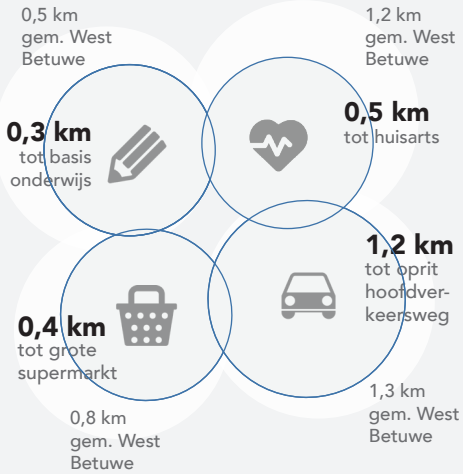 0,5 km
gem. West
Betuwe
0,3 km
tot basis
onderwijs
1,2 km
gem. West
Betuwe
0,5 km
tot huisarts
0,4 km
tot grote
supermarkt
0,8 km
gem. West
Betuwe
1,2 km
tot oprit
hoofdver-
keersweg
1,3 km
gem. West
Betuwe